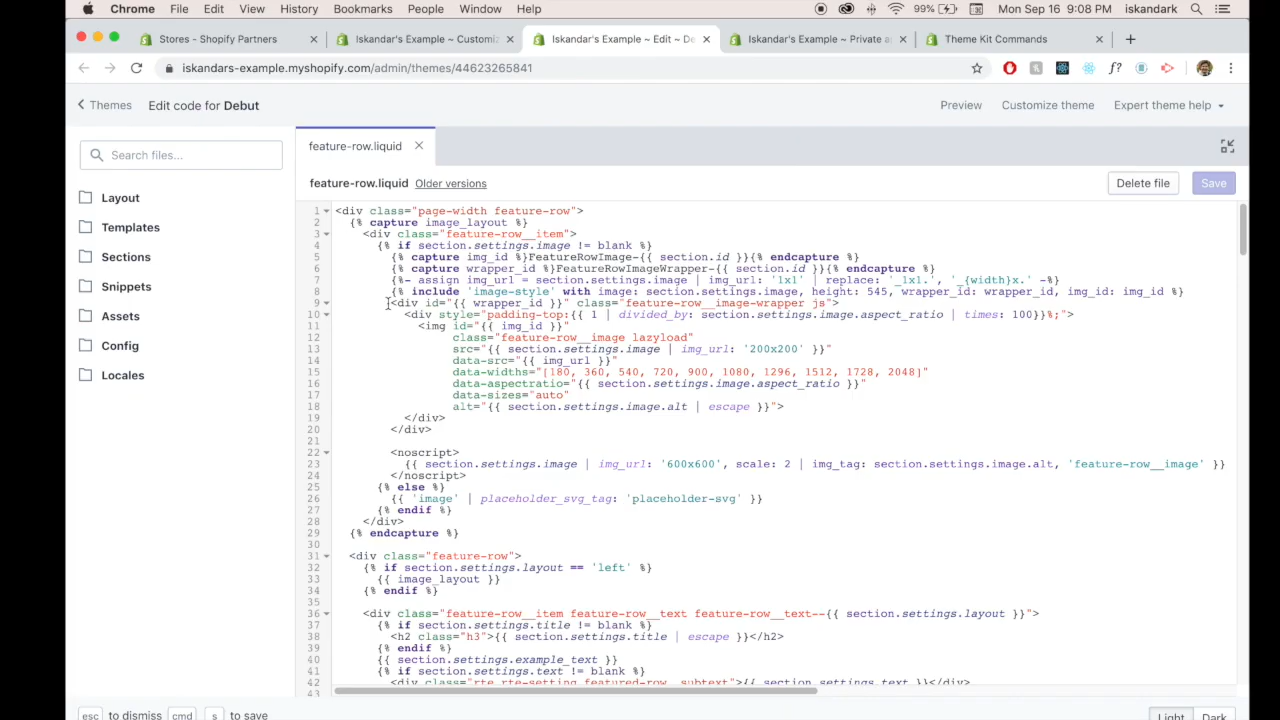 Chrome File Edit View History Bookmarks People Window Help 99% Mon Sep 16 9:08 PM iskandark
Stores - Shopify Partners Iskandar's Example ~ Customiz Iskandar's Example ~ Edit ~ De Iskandar's Example ~ Private a Theme Kit Commands
iskandars-example.myshopify.com/admin/themes/44623265841 f?
Themes Edit code for Debut Preview Customize theme Expert theme help
Search files...
Layout
Templates
Sections
Snippets
Assets
Config
Locales
feature-row.liquid
feature-row.liquid Older versions Delete file Save
1 <div class="page-width feature-row">
2 {% capture image_layout %}
3 <div class="feature-row__item">
4 {% if section.settings.image != blank %}
5 {% capture img_id %}FeatureRowImage-{{ section.id }}{% endcapture %}
6 {% capture wrapper_id %}FeatureRowImageWrapper-{{ section.id }}{% endcapture %}
7 {%- assign img_url = section.settings.image | img_url: '1x1' | replace: '_1x1.', '_{width}x.' -%}
8 {% include 'image-style' with image: section.settings.image, height: 545, wrapper_id: wrapper_id, img_id: img_id %}
9 <div id="{{ wrapper_id }}" class="feature-row__image-wrapper js">
10 <div style="padding-top:{{ 1 | divided_by: section.settings.image.aspect_ratio | times: 100}}%;">
11 <img id="{{ img_id }}"
12 class="feature-row__image lazyload"
13 src="{{ section.settings.image | img_url: '200x200' }}"
14 data-src="{{ img_url }}"
15 data-widths="[180, 360, 540, 720, 900, 1080, 1296, 1512, 1728, 2048]"
16 data-aspectratio="{{ section.settings.image.aspect_ratio }}"
17 data-sizes="auto"
18 alt="{{ section.settings.image.alt | escape }}">
19 </div>
20 </div>
21
22 <noscript>
23 {{ section.settings.image | img_url: '600x600', scale: 2 | img_tag: section.settings.image.alt, 'feature-row__image' }}
24 </noscript>
25 {% else %}
26 {{ 'image' | placeholder_svg_tag: 'placeholder-svg' }}
27 {% endif %}
28 </div>
29 {% endcapture %}
30
31 <div class="feature-row">
32 {% if section.settings.layout == 'left' %}
33 {{ image_layout }}
34 {% endif %}
35
36 <div class="feature-row__item feature-row__text feature-row__text--{{ section.settings.layout }}">
37 {% if section.settings.title != blank %}
38 <h2 class="h3">{{ section.settings.title | escape }}</h2>
39 {% endif %}
40 {{ section.settings.example_text }}
41 {% if section.settings.text != blank %}
42 <div class="rte rte-setting featured-row__subtext">{{ section.settings.text }}</div>
43
esc to dismiss cmd s to save Light Dark